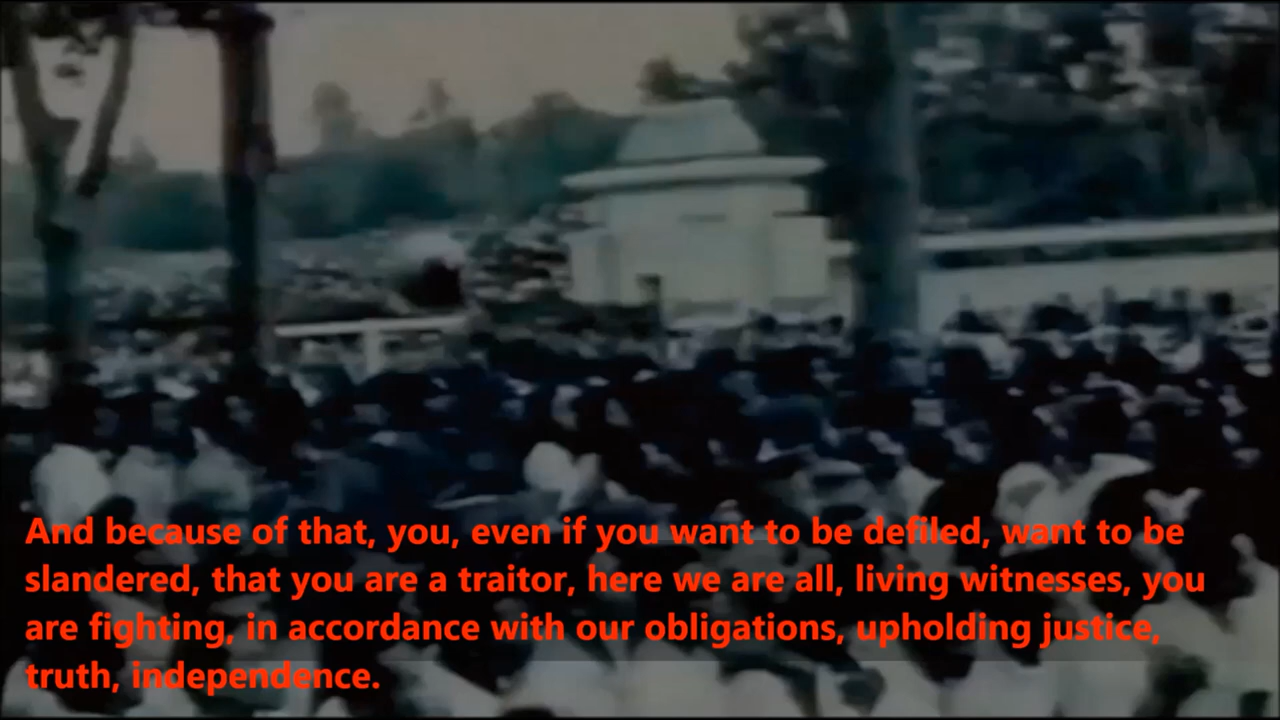 And because of that, you, even if you want to be defiled, want to be
slandered, that you are a traitor, here we are all, living witnesses, you
are fighting, in accordance with our obligations, upholding justice,
truth, independence.